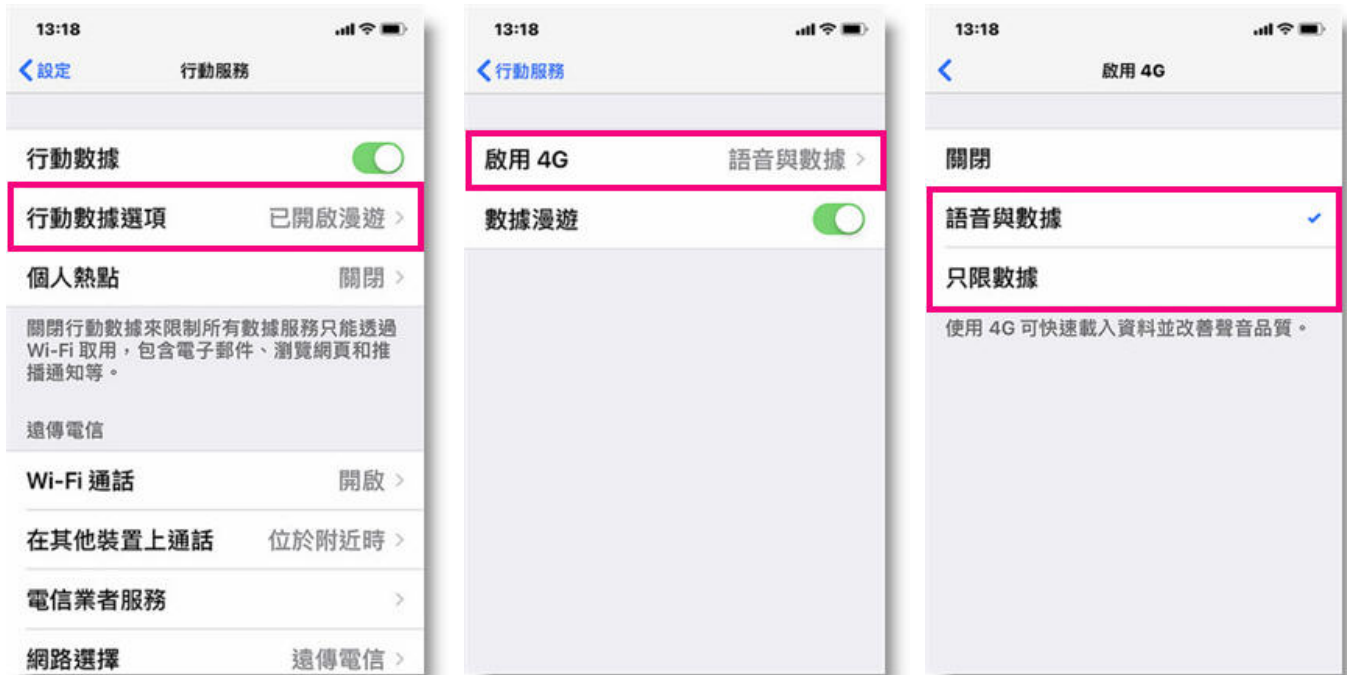 13:18
設定
行動服務
行動數據
行動數據選項 已開啟漫遊
個人熱點 關閉
關閉行動數據來限制所有數據服務只能透過
Wi-Fi 取用，包含電子郵件、瀏覽網頁和推
播通知等。
遠傳電信
Wi-Fi 通話 開啟
在其他裝置上通話 位於附近時
電信業者服務
網路選擇 遠傳電信
13:18
行動服務
啟用 4G 語音與數據
數據漫遊
13:18
啟用 4G
關閉
語音與數據
只限數據
使用 4G 可快速載入資料並改善聲音品質。